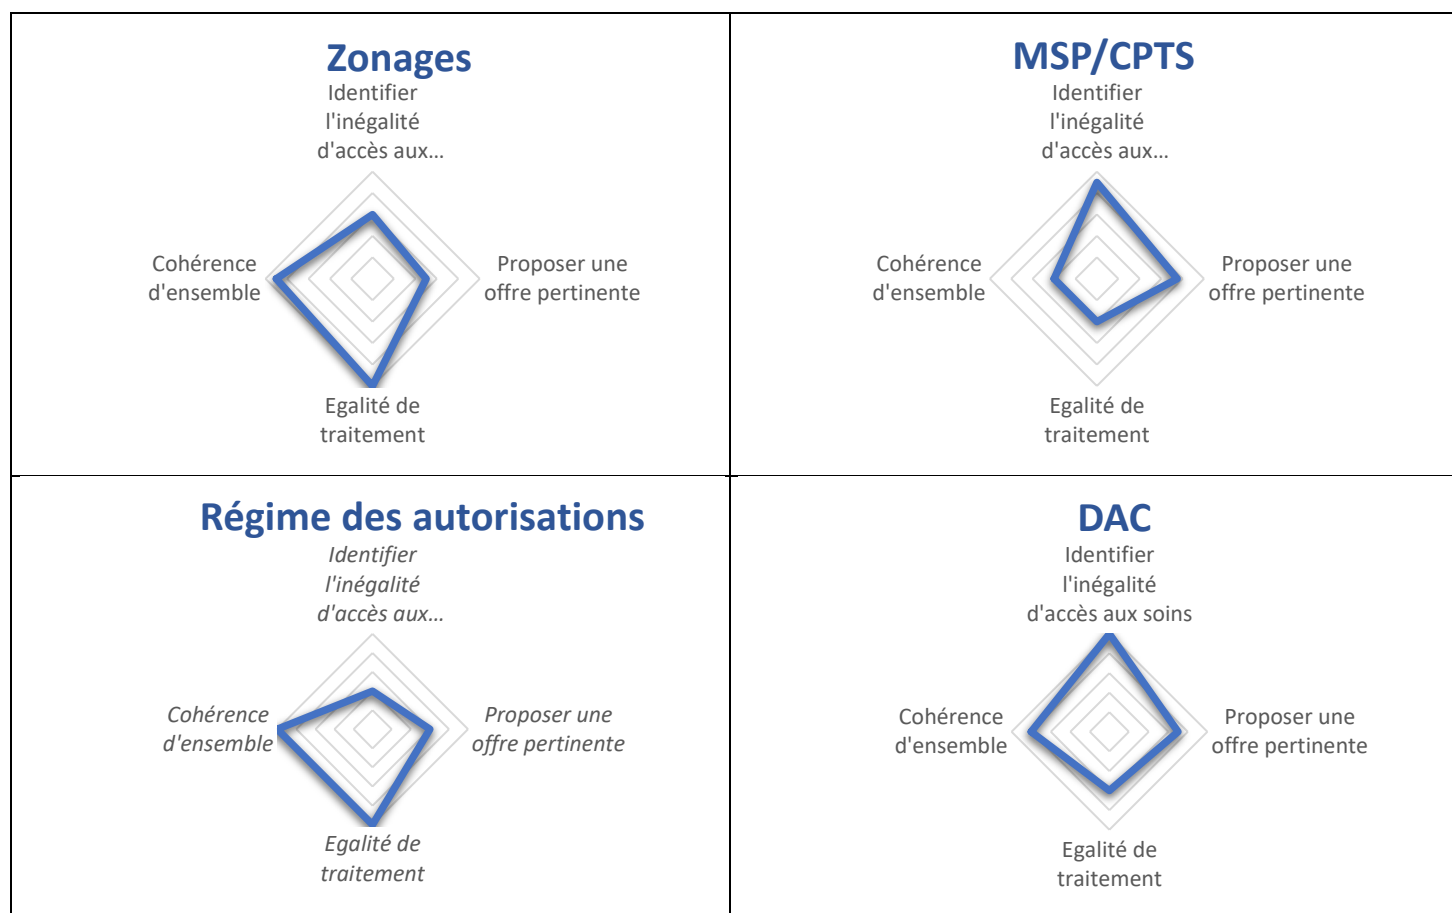 Zonages
Identifier
l'inégalité
d'accès aux...
Cohérence
d'ensemble
Proposer une
offre pertinente
Egalité de
traitement
MSP/CPTS
Identifier
l'inégalité
d'accès aux...
Cohérence
d'ensemble
Proposer une
offre pertinente
Egalité de
traitement
Régime des autorisations
Identifier
l'inégalité
d'accès aux...
Cohérence
d'ensemble
Proposer une
offre pertinente
Egalité de
traitement
DAC
Identifier
l'inégalité
d'accès aux soins
Cohérence
d'ensemble
Proposer une
offre pertinente
Egalité de
traitement